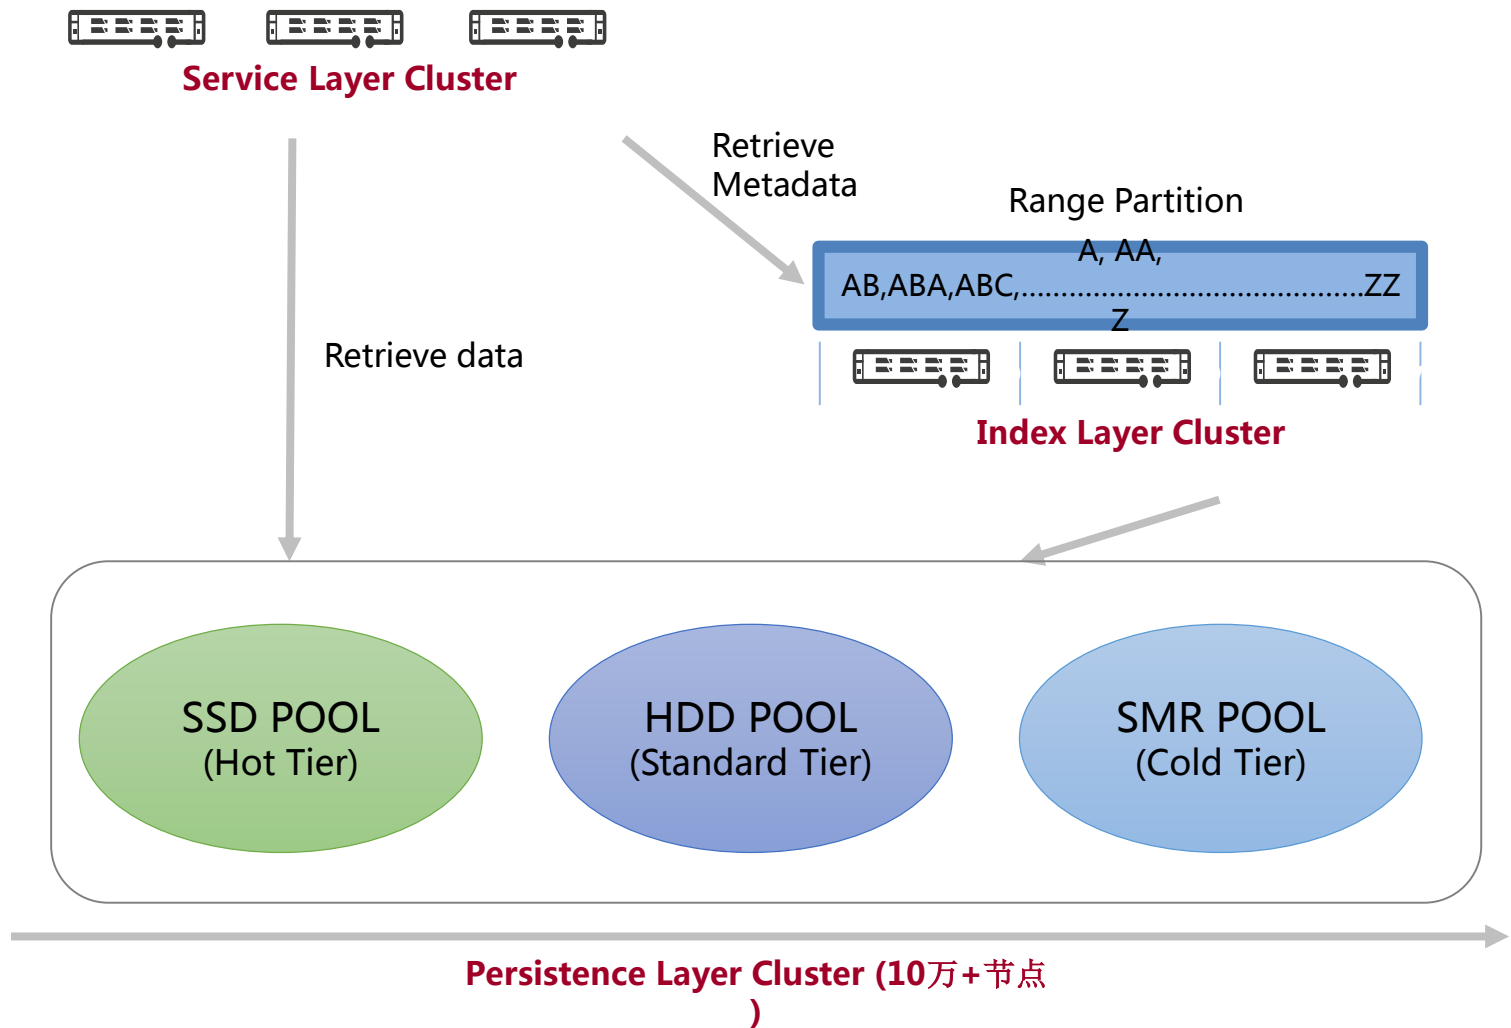 Service Layer Cluster
Retrieve
Metadata
Range Partition
A, AA,
AB,ABA,ABC,..........................................ZZ
Z
Retrieve data
Index Layer Cluster
SSD POOL
(Hot Tier)
HDD POOL
(Standard Tier)
SMR POOL
(Cold Tier)
Persistence Layer Cluster (10万+节点
)